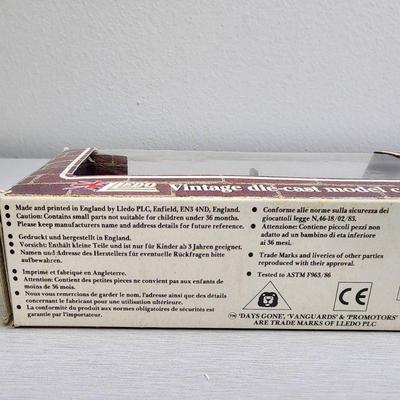 LLEDO
Vintage die-cast model c
• Made and printed in England by Lledo PLC, Enfield, EN3 4ND, England.
• Caution: Contains small parts not suitable for children under 36 months.
Please keep manufacturers name and address details for future reference.
• Gedruckt und hergestellt in England.
• Vorsicht: Enthält kleine Teile und ist nur für Kinder ab 3 Jahren geeignet.
• Namen und Adresse des Herstellers für eventuelle Rückfragen bitte
aufbewahren.
• Imprimé et fabriqué en Angleterre.
• Attention: Contient des petites pièces ne convient pas aux enfants de
moins de 36 mois.
Nous vous remercions de garder le nom, l'adresse ainsi que des détails
concernant le fabricant pour une utilisation ultérieure.
• La conformité du produit aux normes obligatoires de sécurités est
garantie par l'importateur.
• Conforme alle norme sulla sicurezza dei
giocattoli legge N,46-18/02/83.
• Attenzione: Contiene piccoli pezzi non
adatto ad un bambino di eta inferiore
ai 36 mesi.
• Trade Marks and liveries of other parties
reproduced with their approval.
• Tested to ASTM F963/86
CE
™ 'DAYS GONE', 'VANGUARDS' & 'PROMOTORS'
ARE TRADE MARKS OF LLEDO PLC